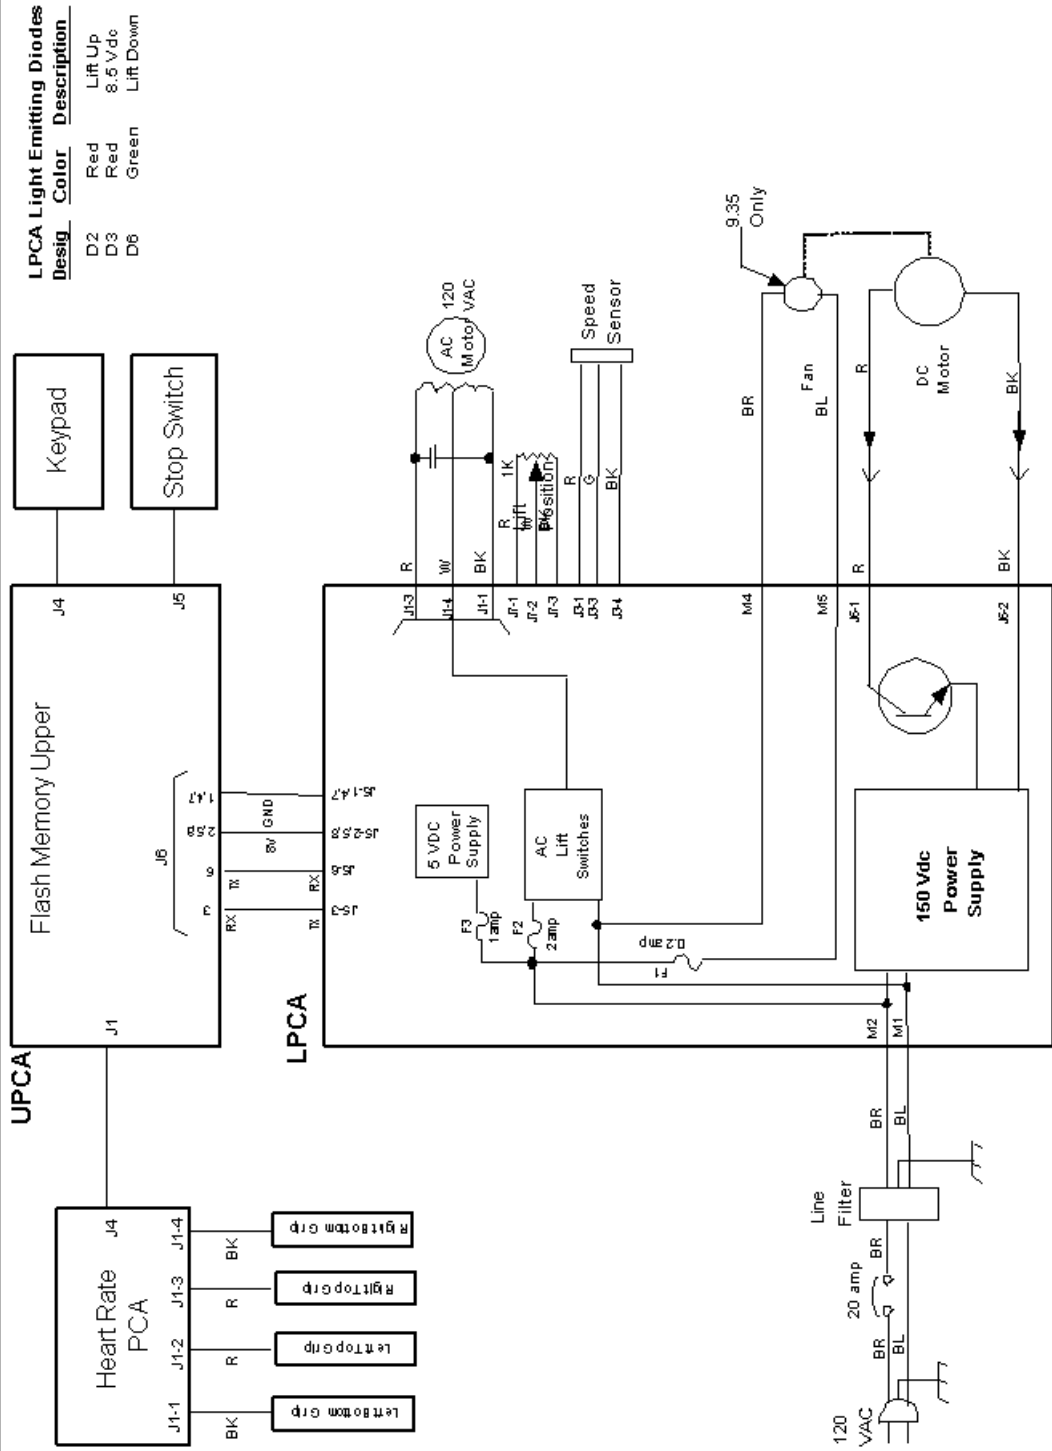 LPCA Light Emitting Diodes
Desig Color Description
D2 Red Lift Up
D3 Red 8.5 Vdc
D6 Green Lift Down
Keypad
Stop Switch
UPCA
Flash Memory Upper
J4
J5
J1
J6
3
6
2,5,8
1,4,7
RX
TX
8V
GND
TX
RX
J5-3
J5-6
J5-2,5,8
J5-1,4,7
Heart Rate
PCA
J4
J1-1
J1-2
J1-3
J1-4
BK
R
R
BK
Left Bottom Grip
Left Top Grip
Right Top Grip
Right Bottom Grip
LPCA
5 VDC
Power
Supply
AC
Lift
Switches
F3
1amp
F2
2amp
F1
0.2amp
150 Vdc
Power
Supply
J1-3
J1-4
J1-1
J7-1
J7-2
J7-3
J3-1
J3-3
J3-4
M4
M5
J6-1
J6-2
M2
M1
R
W
BK
AC
Motor
120
VAC
R
W
BK
1K
Lift
Position
R
G
BK
Speed
Sensor
BR
BL
Fan
9.35
Only
R
R
BK
BK
DC
Motor
BR
BL
Line
Filter
BR
20 amp
BR
BL
120
VAC